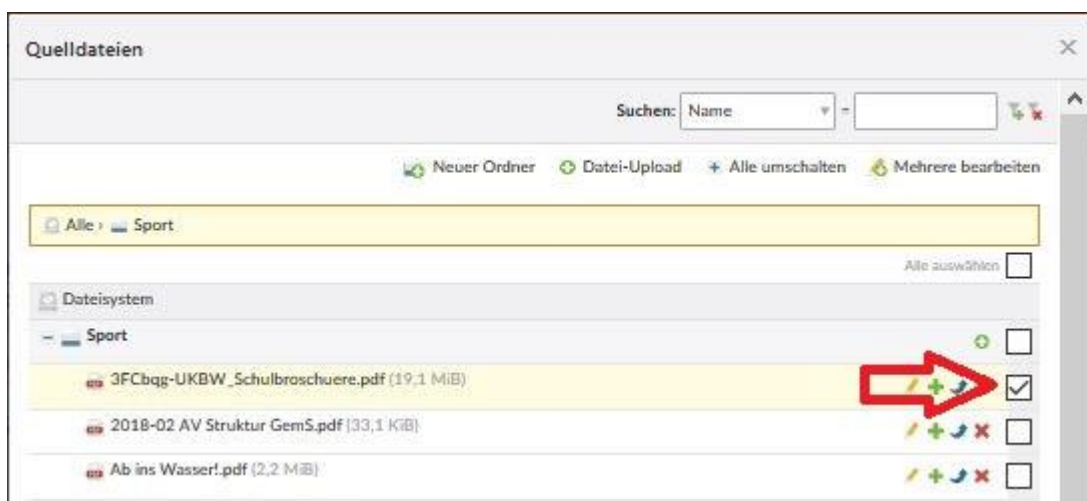 Quelldateien
Suchen: Name =
Neuer Ordner Datei-Upload Alle umschalten Mehrere bearbeiten
Alle › Sport
Alle auswählen
Dateisystem
Sport
3FCbqg-UKBW_Schulbroschuere.pdf (19,1 MiB)
2018-02 AV Struktur GemS.pdf (33,1 KiB)
Ab ins Wasser!.pdf (2,2 MiB)